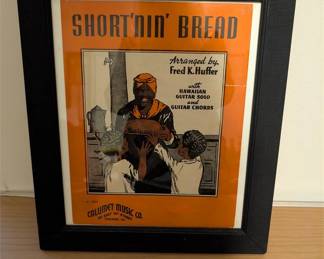 SHORT'NIN' BREAD
Arranged by
Fred K. Huffer
with
HAWAIIAN
GUITAR SOLO
and
GUITAR CHORDS
CALUMET MUSIC CO.